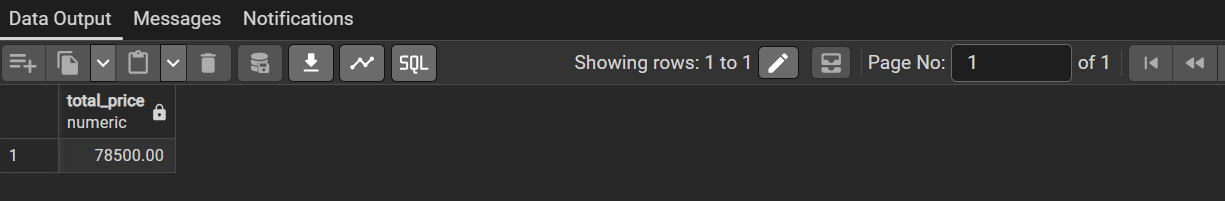 Data Output Messages Notifications
SQL Showing rows: 1 to 1 Page No: 1 of 1
total_price
numeric
1 78500.00